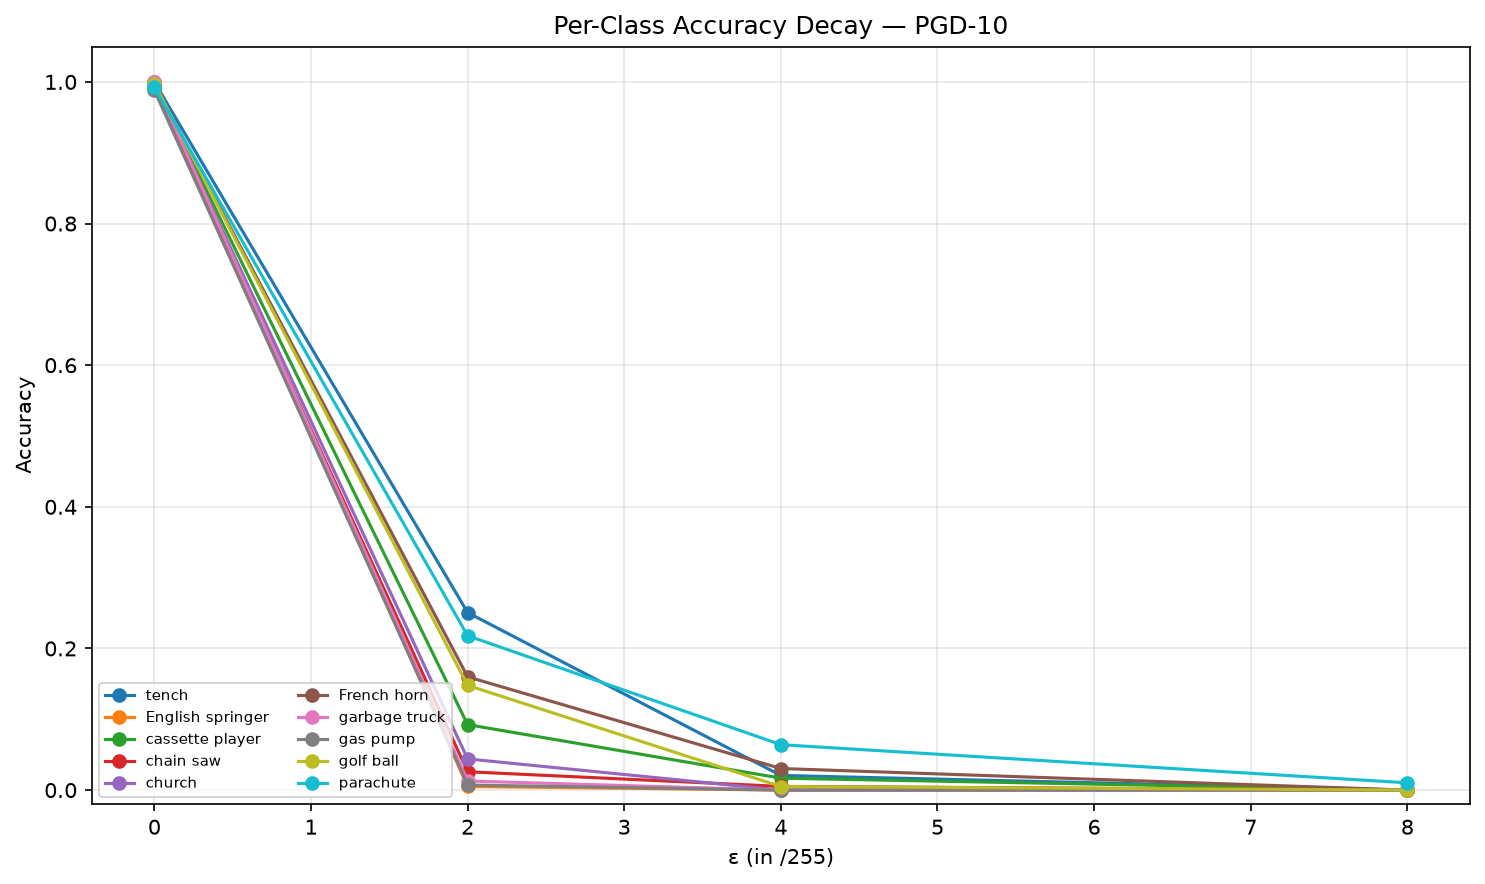 Per-Class Accuracy Decay — PGD-10
1.0
0.8
0.6
0.4
0.2
0.0
Accuracy
tench
English springer
cassette player
chain saw
church
French horn
garbage truck
gas pump
golf ball
parachute
0 1 2 3 4 5 6 7 8
ε (in /255)